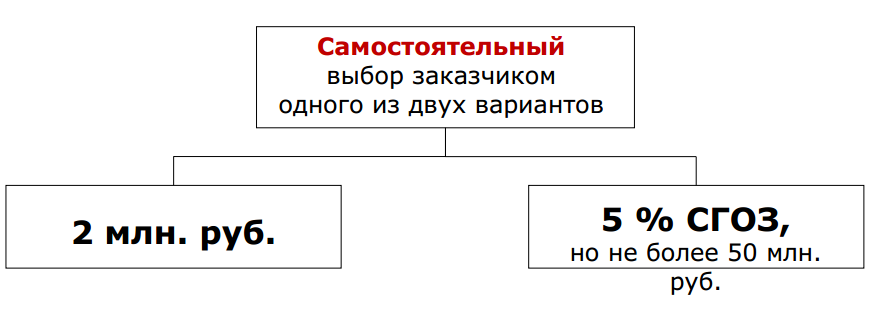 Самостоятельный
выбор заказчиком
одного из двух вариантов
2 млн. руб.
5 % СГОЗ,
но не более 50 млн.
руб.